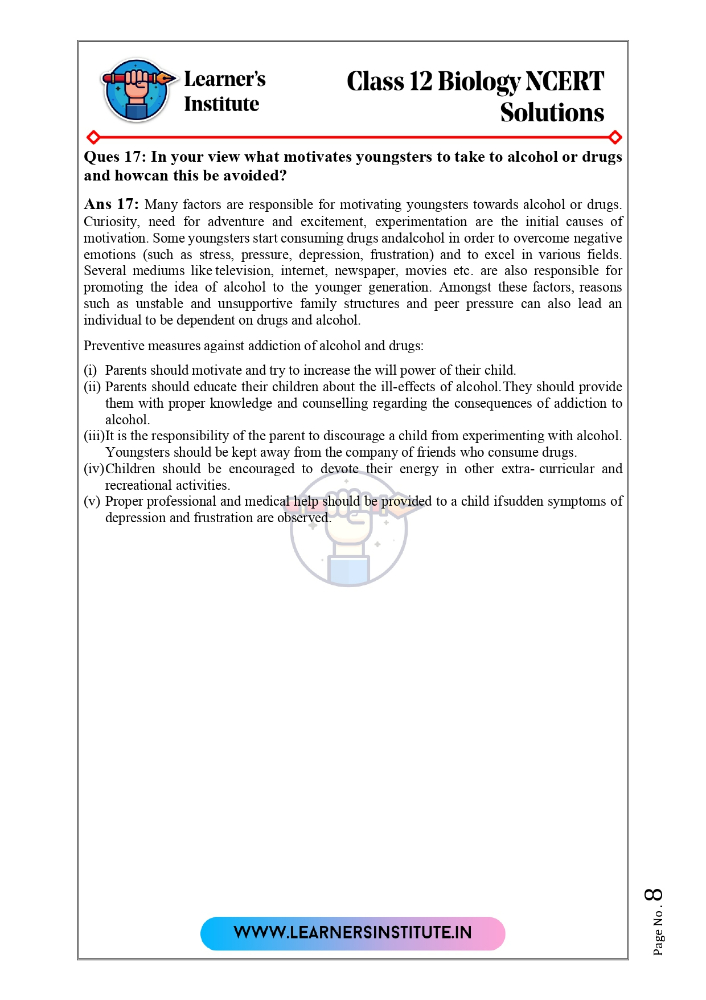 Learner's
Institute
Class 12 Biology NCERT
Solutions
Ques 17: In your view what motivates youngsters to take to alcohol or drugs
and howcan this be avoided?
Ans 17: Many factors are responsible for motivating youngsters towards alcohol or drugs.
Curiosity, need for adventure and excitement, experimentation are the initial causes of
motivation. Some youngsters start consuming drugs andalcohol in order to overcome negative
emotions (such as stress, pressure, depression, frustration) and to excel in various fields.
Several mediums like television, internet, newspaper, movies etc. are also responsible for
promoting the idea of alcohol to the younger generation. Amongst these factors, reasons
such as unstable and unsupportive family structures and peer pressure can also lead an
individual to be dependent on drugs and alcohol.
Preventive measures against addiction of alcohol and drugs:
(i) Parents should motivate and try to increase the will power of their child.
(ii) Parents should educate their children about the ill-effects of alcohol.They should provide
them with proper knowledge and counselling regarding the consequences of addiction to
alcohol.
(iii)It is the responsibility of the parent to discourage a child from experimenting with alcohol.
Youngsters should be kept away from the company of friends who consume drugs.
(iv)Children should be encouraged to devote their energy in other extra- curricular and
recreational activities.
(v) Proper professional and medical help should be provided to a child ifsudden symptoms of
depression and frustration are observed.
WWW.LEARNERSINSTITUTE.IN
Page No. 8